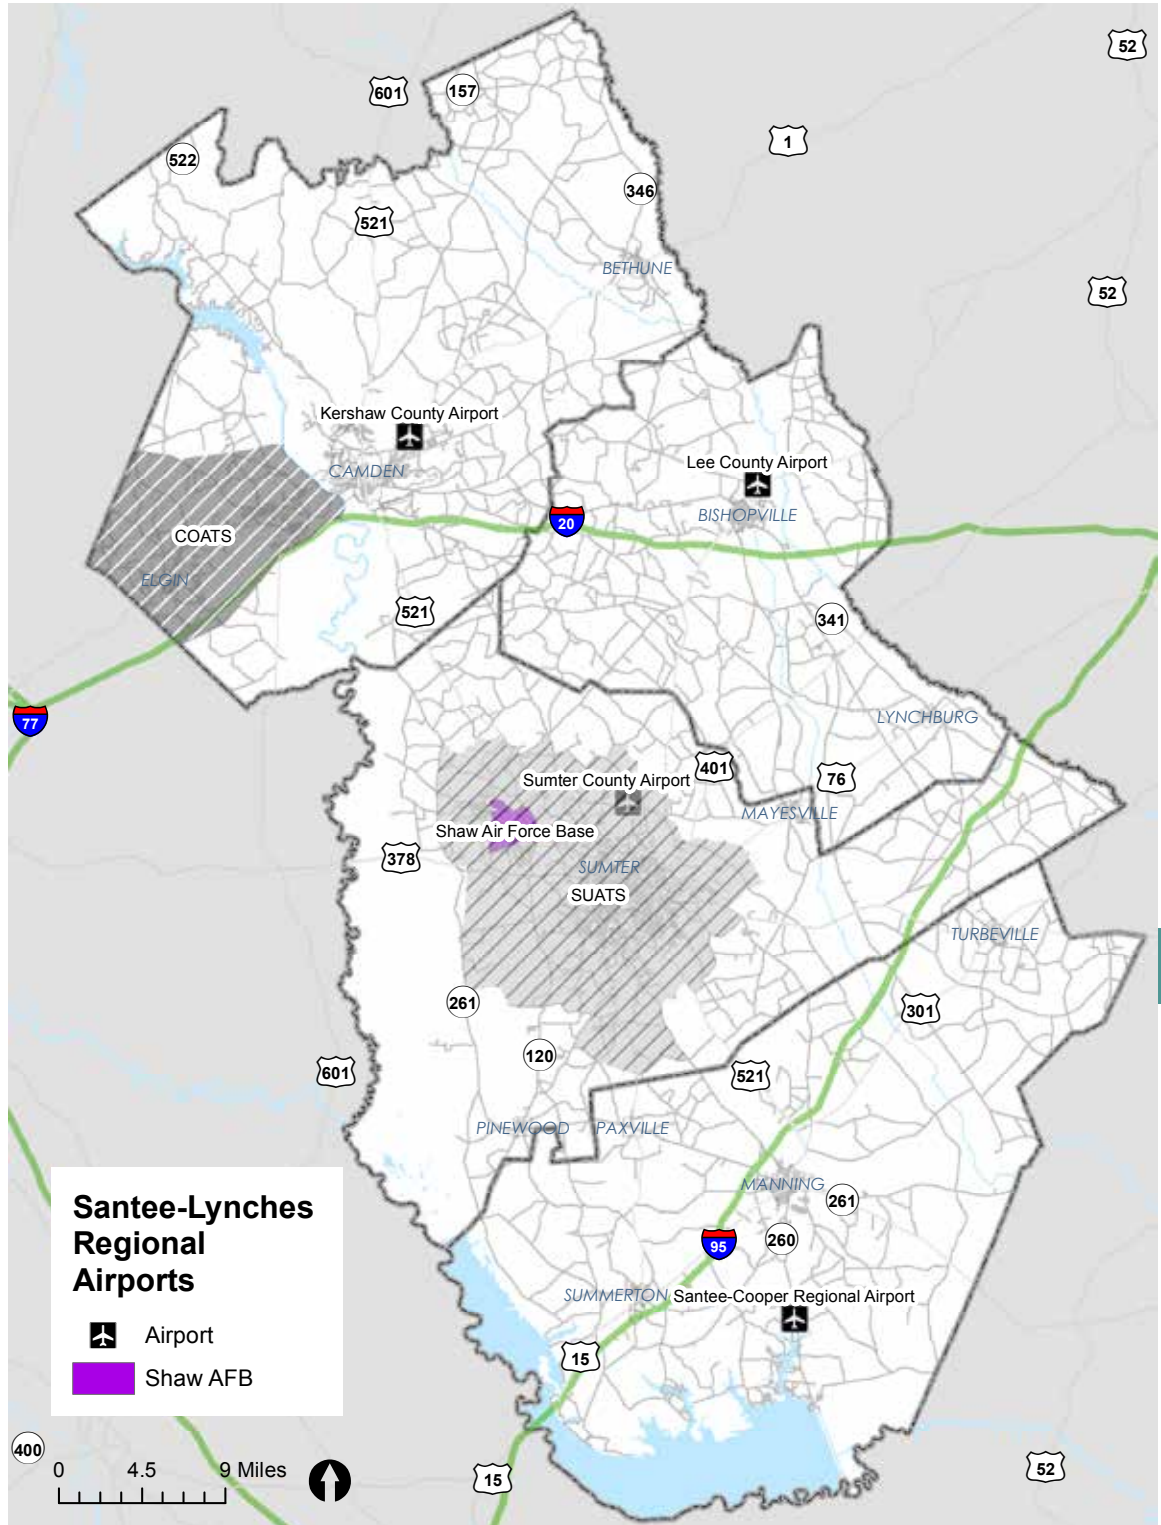 52
601
157
1
522
346
521
BETHUNE
52
Kershaw County Airport
CAMDEN
Lee County Airport
BISHOPVILLE
20
COATS
ELGIN
521
341
77
LYNCHBURG
401
76
Sumter County Airport
MAYESVILLE
Shaw Air Force Base
378
SUMTER
SUATS
TURBEVILLE
261
301
120
601
521
PINEWOOD
PAXVILLE
MANNING
261
260
95
SUMMERTON
Santee-Cooper Regional Airport
15
Santee-Lynches
Regional
Airports
Airport
Shaw AFB
400
0 4.5 9 Miles
15
52